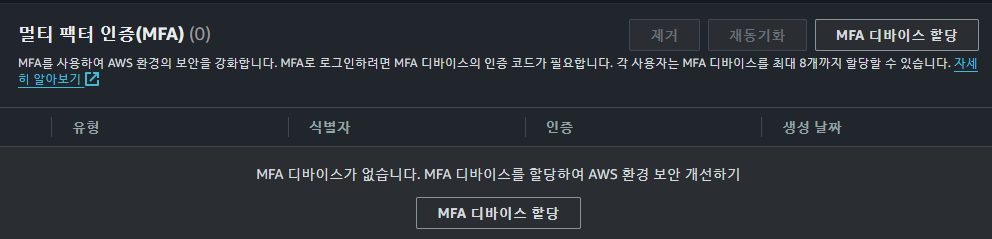 멀티 팩터 인증(MFA) (0)
제거
재동기화
MFA 디바이스 할당
MFA를 사용하여 AWS 환경의 보안을 강화합니다. MFA로 로그인하려면 MFA 디바이스의 인증 코드가 필요합니다. 각 사용자는 MFA 디바이스를 최대 8개까지 할당할 수 있습니다. 자세
히 알아보기
유형
식별자
인증
생성 날짜
MFA 디바이스가 없습니다. MFA 디바이스를 할당하여 AWS 환경 보안 개선하기
MFA 디바이스 할당